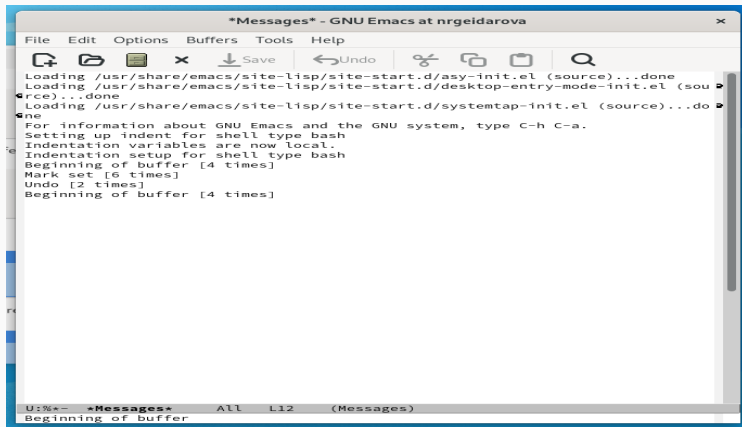 *Messages* - GNU Emacs at nrgeidarova
File Edit Options Buffers Tools Help
Save Undo
Loading /usr/share/emacs/site-lisp/site-start.d/asy-init.el (source)...done
Loading /usr/share/emacs/site-lisp/site-start.d/desktop-entry-mode-init.el (sou
rce)...done
Loading /usr/share/emacs/site-lisp/site-start.d/systemtap-init.el (source)...do
ne
For information about GNU Emacs and the GNU system, type C-h C-a.
Setting up indent for shell type bash
Indentation variables are now local.
Indentation setup for shell type bash
Beginning of buffer [4 times]
Mark set [6 times]
Undo [2 times]
Beginning of buffer [4 times]
U:%*- *Messages* All L12 (Messages)
Beginning of buffer